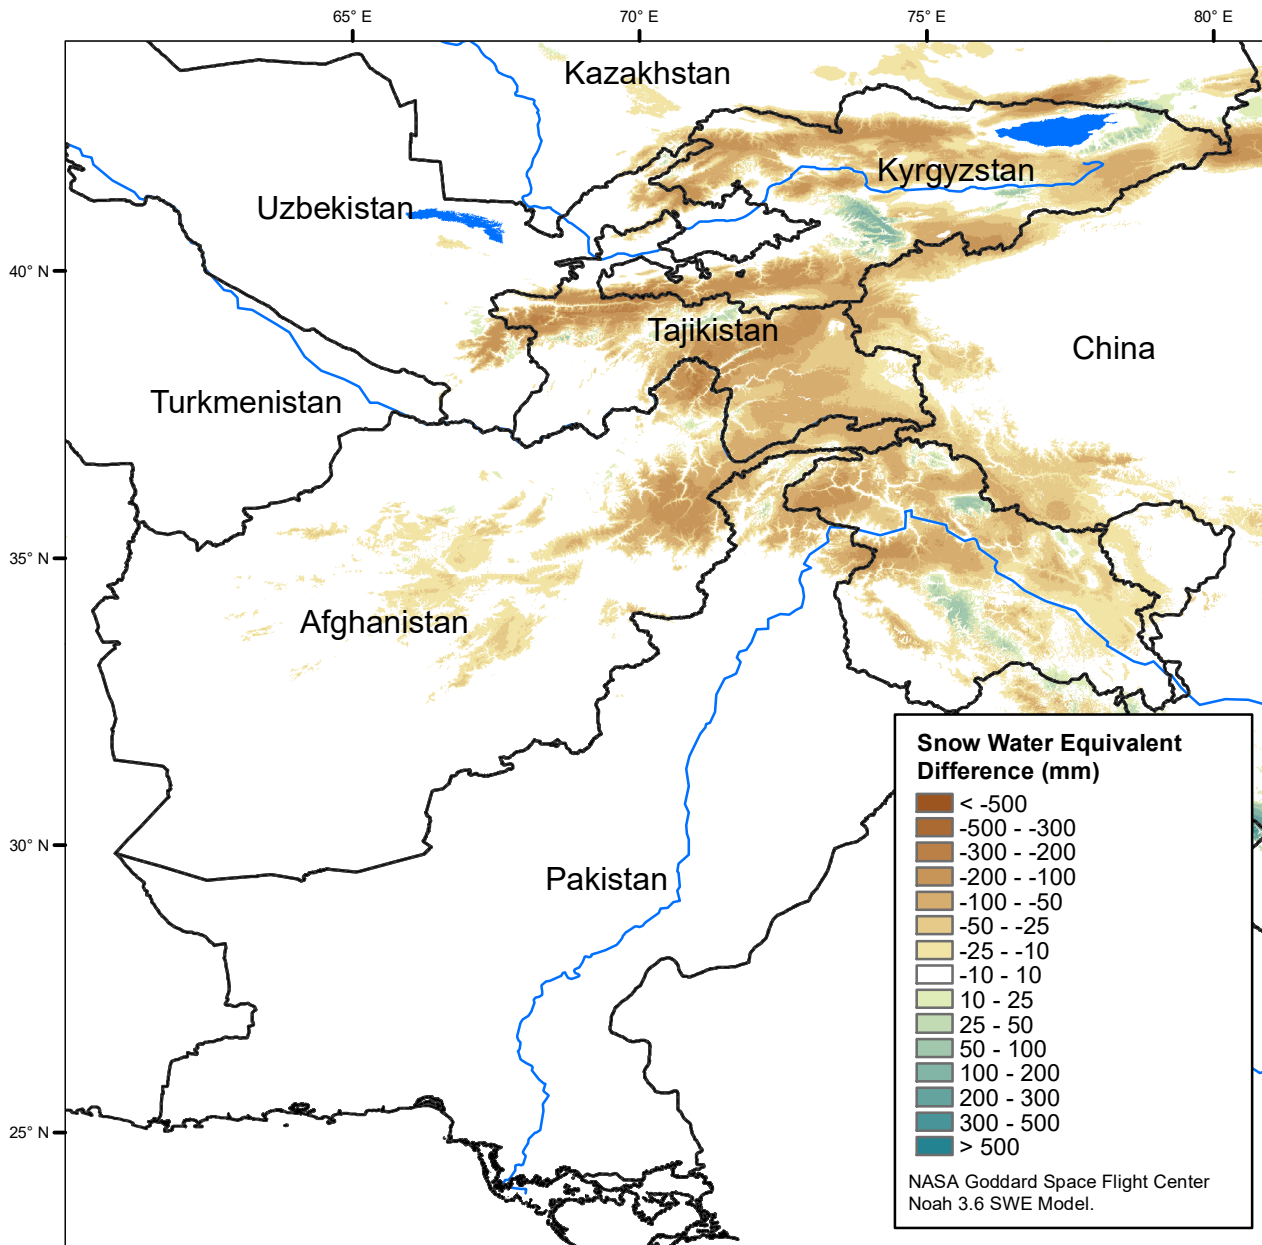 65° E
70° E
75° E
80° E
Kazakhstan
Kyrgyzstan
Uzbekistan
40° N
Tajikistan
China
Turkmenistan
35° N
Afghanistan
Snow Water Equivalent
Difference (mm)
< -500
-500 - -300
-300 - -200
-200 - -100
-100 - -50
-50 - -25
-25 - -10
-10 - 10
10 - 25
25 - 50
50 - 100
100 - 200
200 - 300
300 - 500
> 500
NASA Goddard Space Flight Center
Noah 3.6 SWE Model.
30° N
Pakistan
25° N